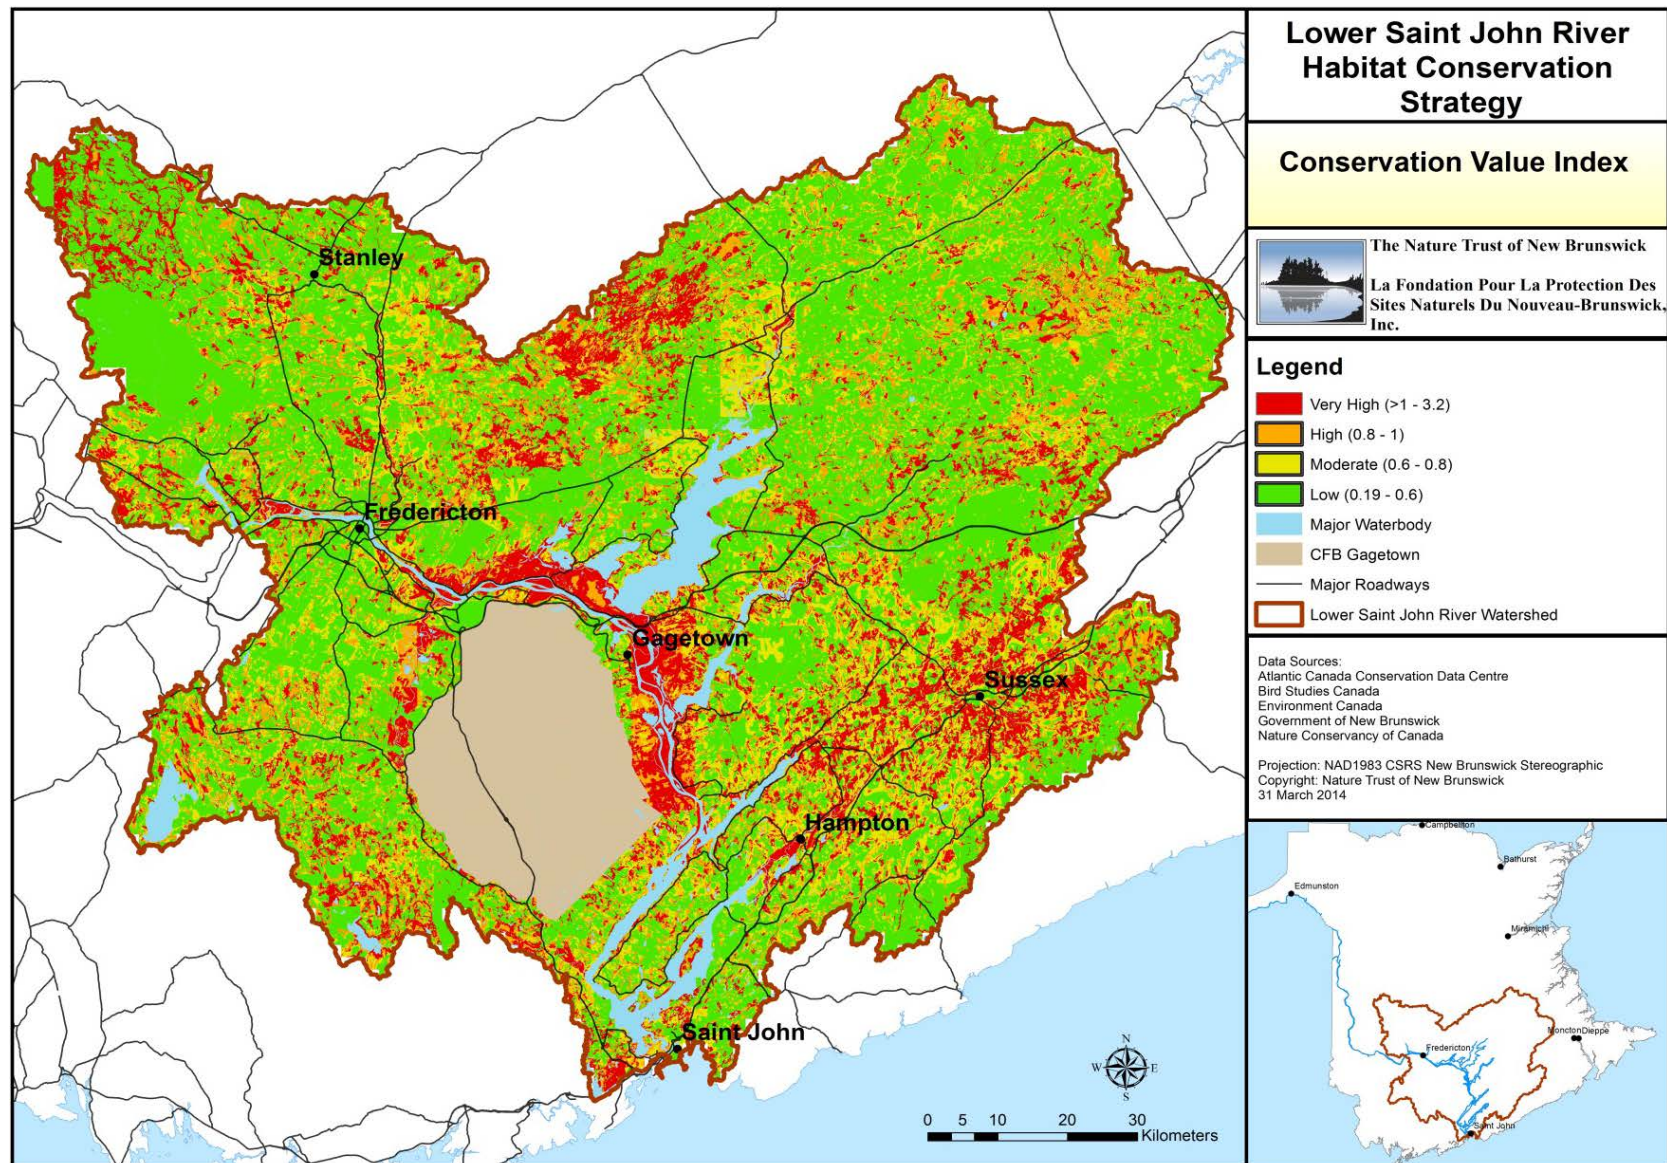 Lower Saint John River
Habitat Conservation
Strategy
Conservation Value Index
The Nature Trust of New Brunswick
La Fondation Pour La Protection Des
Sites Naturels Du Nouveau-Brunswick,
Inc.
Legend
Very High (>1 - 3.2)
High (0.8 - 1)
Moderate (0.6 - 0.8)
Low (0.19 - 0.6)
Major Waterbody
CFB Gagetown
Major Roadways
Lower Saint John River Watershed
Data Sources:
Atlantic Canada Conservation Data Centre
Bird Studies Canada
Environment Canada
Government of New Brunswick
Nature Conservancy of Canada
Projection: NAD1983 CSRS New Brunswick Stereographic
Copyright: Nature Trust of New Brunswick
31 March 2014
Stanley
Fredericton
Gagetown
Sussex
Hampton
Saint John
N
W E
S
0 5 10 20 30
Kilometers
Campbellton
Bathurst
Edmunston
Miramichi
MonctonDieppe
Fredericton
Saint John